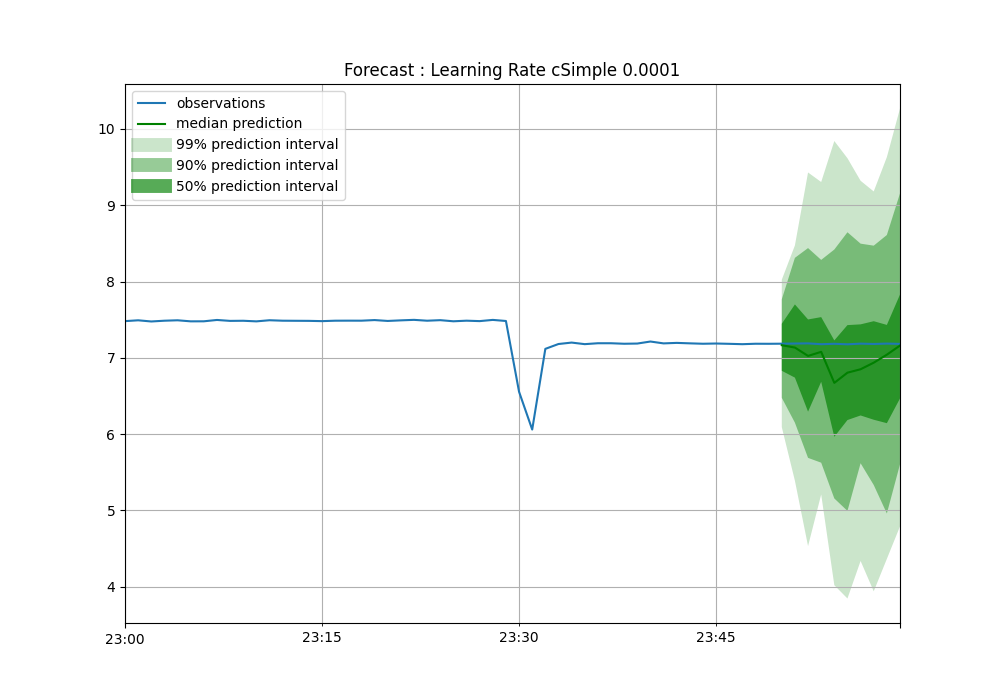 Forecast : Learning Rate cSimple 0.0001
observations
median prediction
99% prediction interval
90% prediction interval
50% prediction interval
10
9
8
7
6
5
4
23:00
23:15
23:30
23:45